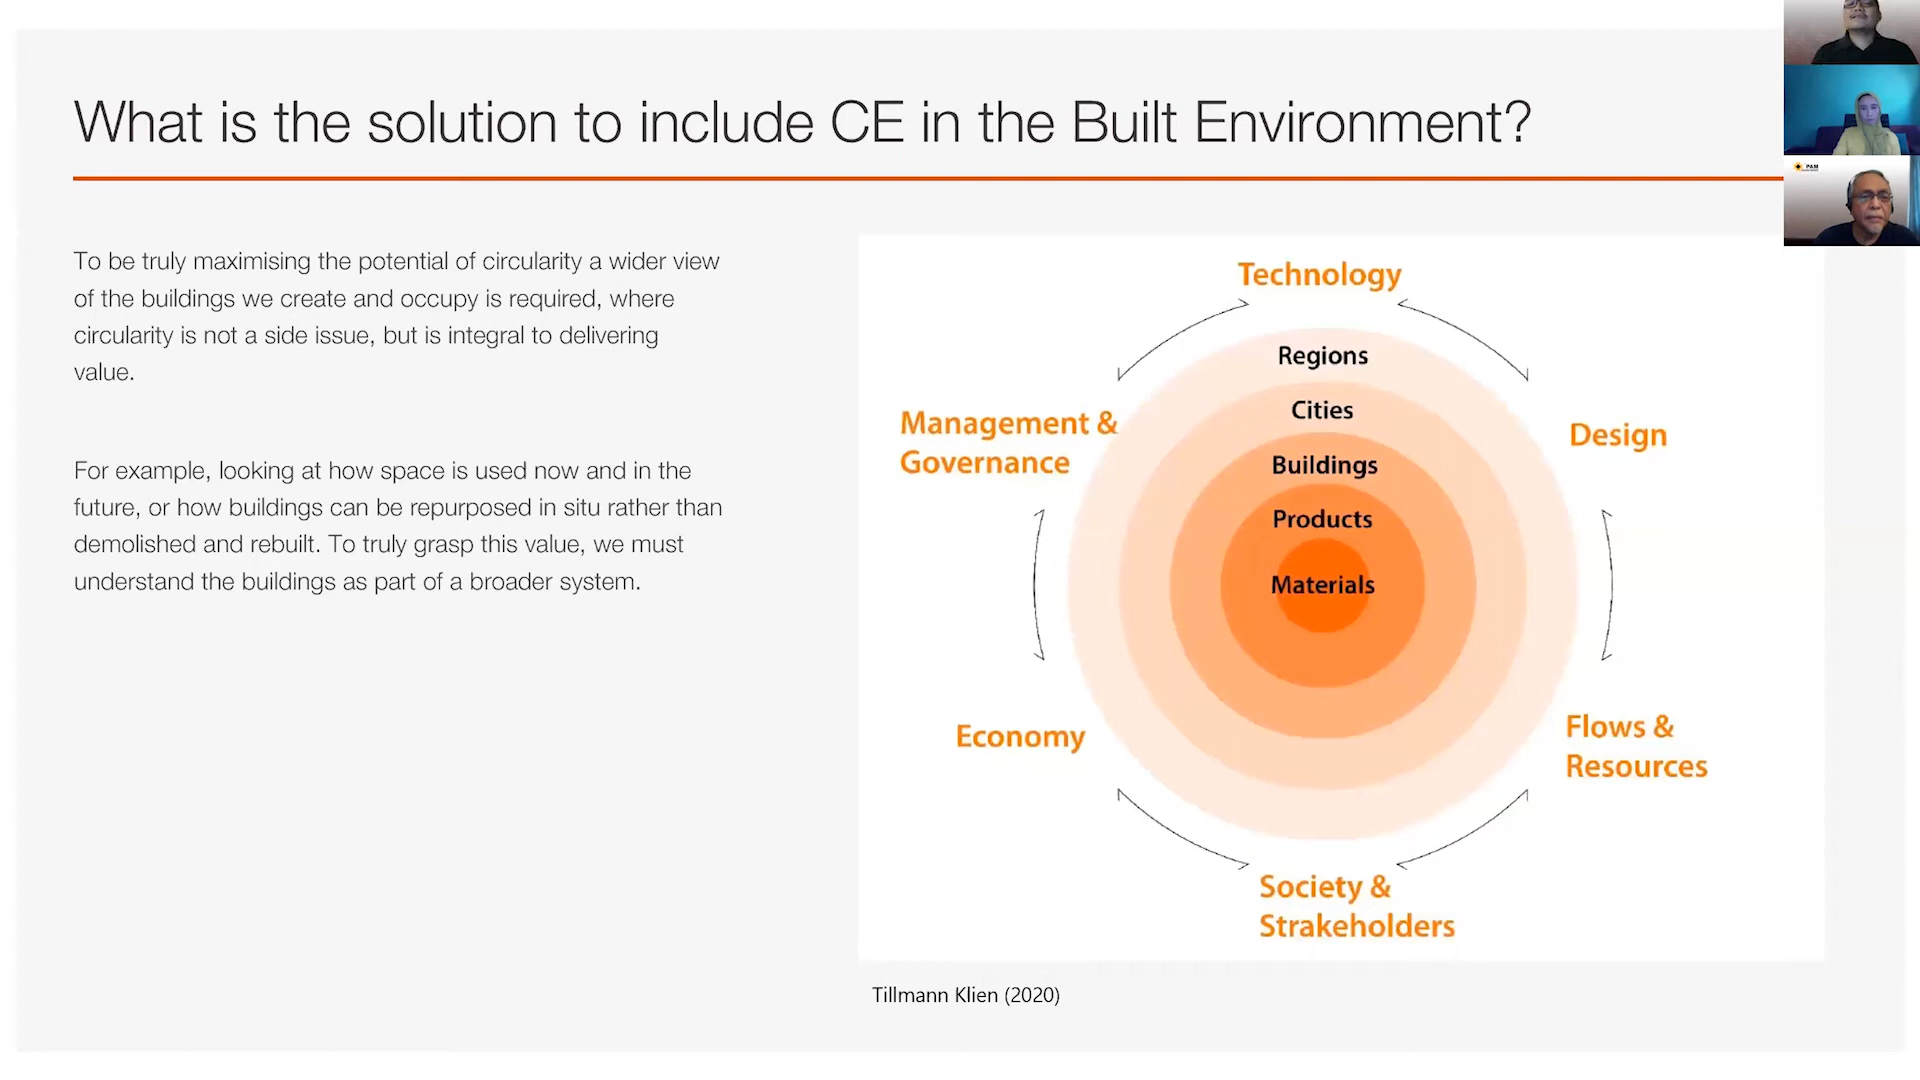 What is the solution to include CE in the Built Environment?
PAM
To be truly maximising the potential of circularity a wider view
of the buildings we create and occupy is required, where
circularity is not a side issue, but is integral to delivering
value.
For example, looking at how space is used now and in the
future, or how buildings can be repurposed in situ rather than
demolished and rebuilt. To truly grasp this value, we must
understand the buildings as part of a broader system.
Technology
Regions
Cities
Buildings
Products
Materials
Management &
Governance
Design
Economy
Flows &
Resources
Society &
Strakeholders
Tillmann Klien (2020)